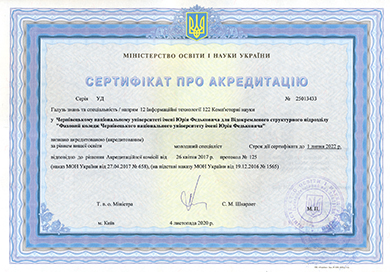 МІНІСТЕРСТВО ОСВІТИ І НАУКИ УКРАЇНИ
СЕРТИФІКАТ ПРО АКРЕДИТАЦІЮ
Серія УД № 25013433
Галузь знань та спеціальність / напрям 12 Інформаційні технології 122 Комп'ютерні науки
у Чернівецькому національному університеті імені Юрія Федьковича для Відокремленого структурного підрозділу
"Фаховий коледж Чернівецького національного університету імені Юрія Федьковича"
визнано акредитованою (акредитованим)
за рівнем вищої освіти молодший спеціаліст Строк дії сертифіката до 1 липня 2022 р.
відповідно до рішення Акредитаційної комісії від 26 квітня 2017 р. протокол № 125
(наказ МОН України від 27.04.2017 № 658), (на підставі наказу МОН України від 19.12.2016 № 1565)
Т. в. о. Міністра С. М. Шкарлет
М.П.
м. Київ 4 листопада 2020 р.